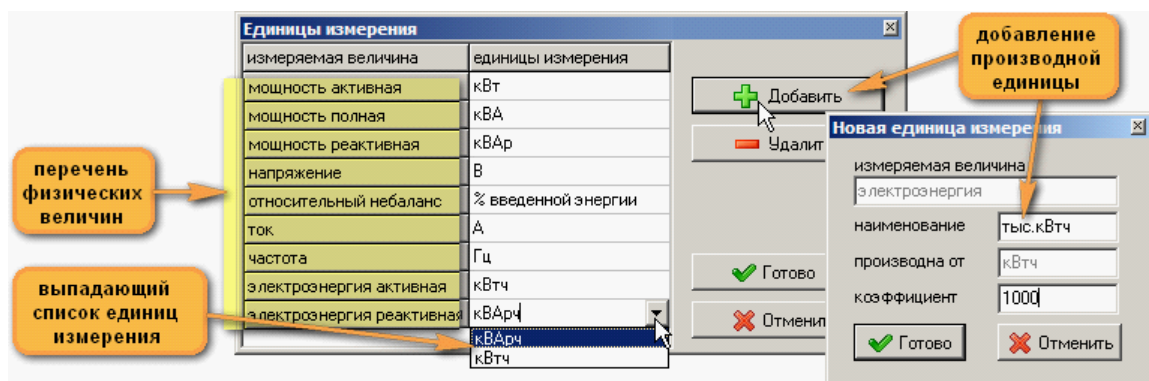 Единицы измерения
измеряемая величина единицы измерения
мощность активная кВт
мощность полная кВА
мощность реактивная кВАр
напряжение В
относительный небаланс % введенной энергии
ток А
частота Гц
электроэнергия активная кВтч
электроэнергия реактивная кВАрч
кВАрч
кВтч
Добавить
Удалит
Готово
Отменит
перечень
физических
величин
выпадающий
список единиц
измерения
добавление
производной
единицы
Новая единица измерения
измеряемая величина
электроэнергия
наименование тыс.кВтч
производна от кВтч
коэффициент 1000
Готово Отменить